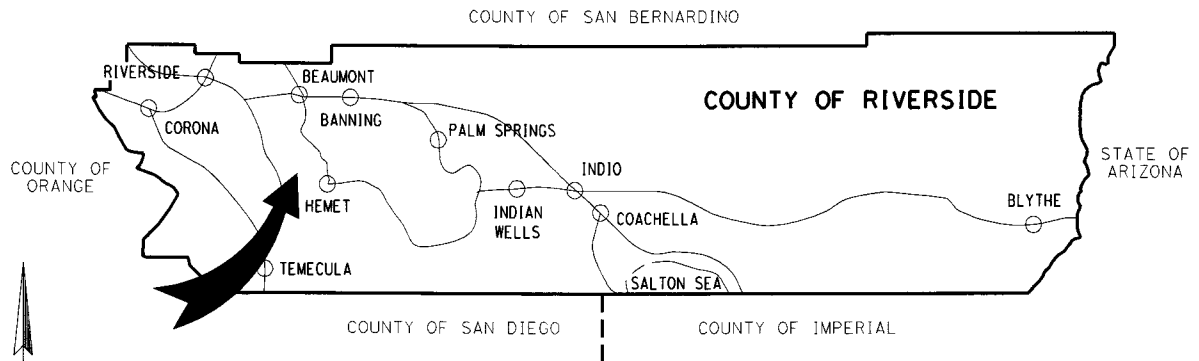 COUNTY OF SAN BERNARDINO
RIVERSIDE
BEAUMONT
COUNTY OF RIVERSIDE
CORONA
BANNING
PALM SPRINGS
COUNTY OF
ORANGE
STATE OF
ARIZONA
INDIO
HEMET
INDIAN
WELLS
COACHELLA
BLYTHE
TEMECULA
SALTON SEA
COUNTY OF SAN DIEGO
COUNTY OF IMPERIAL